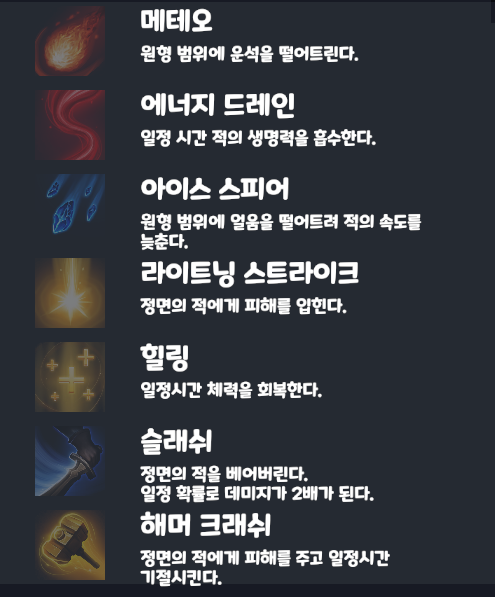 메테오
원형 범위에 운석을 떨어트린다.
에너지 드레인
일정 시간 적의 생명력을 흡수한다.
아이스 스피어
원형 범위에 얼음을 떨어트려 적의 속도를
늦춘다.
라이트닝 스트라이크
정면의 적에게 피해를 입힌다.
힐링
일정시간 체력을 회복한다.
슬래쉬
정면의 적을 베어버린다.
일정 확률로 데미지가 2배가 된다.
해머 크래쉬
정면의 적에게 피해를 주고 일정시간
기절시킨다.